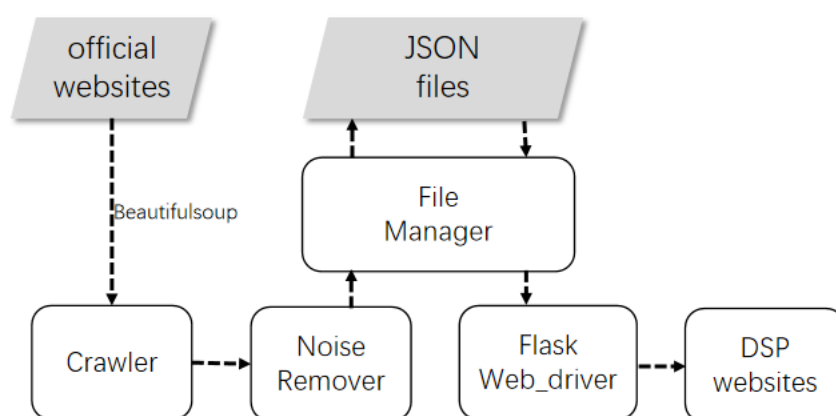 official
websites
JSON
files
Beautifulsoup
File
Manager
Crawler
Noise
Remover
Flask
Web_driver
DSP
websites